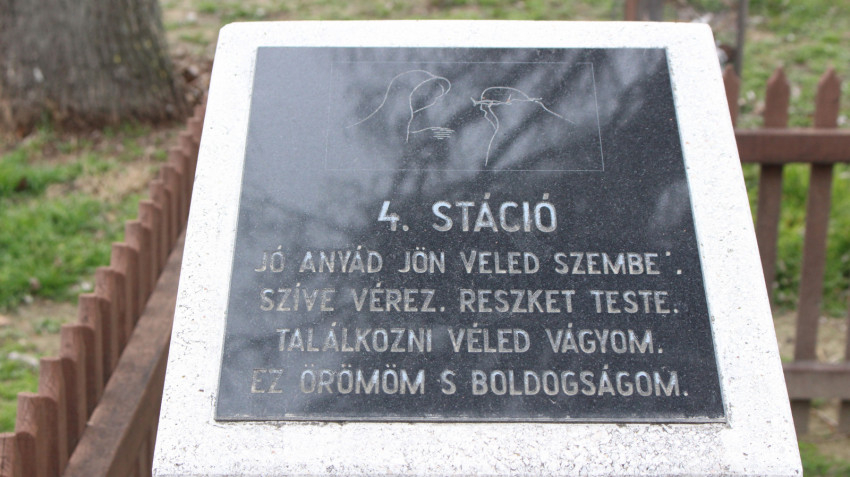 4. STÁCIÓ
JÓ ANYÁD JÖN VELED SZEMBE'.
SZÍVE VÉREZ. RESZKET TESTE.
TALÁLKOZNI VÉLED VÁGYOM.
EZ ÖRÖMÖM S BOLDOGSÁGOM.